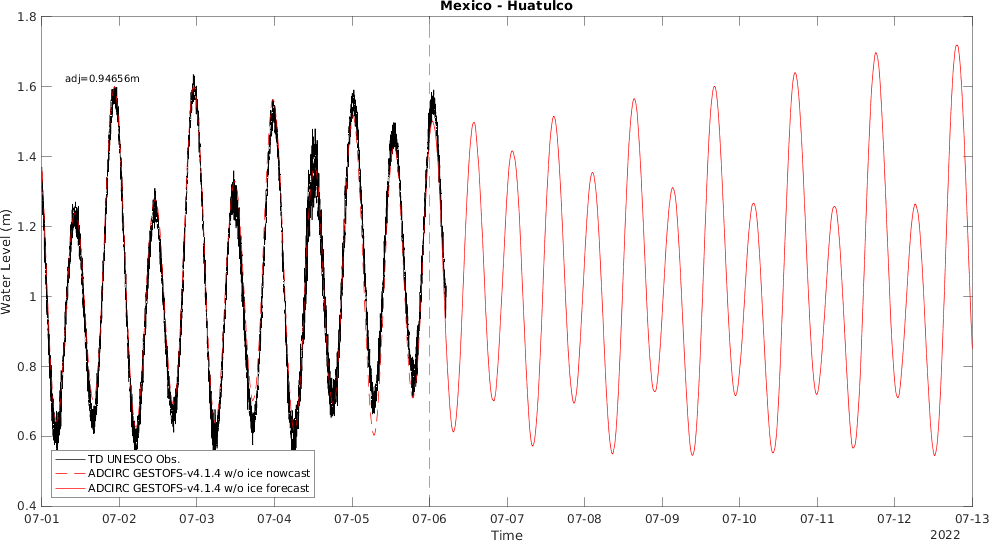 Mexico - Huatulco
1.8
1.6
1.4
1.2
1
0.8
0.6
0.4
Water Level (m)
adj=0.94656m
TD UNESCO Obs.
ADCIRC GESTOFS-v4.1.4 w/o ice nowcast
ADCIRC GESTOFS-v4.1.4 w/o ice forecast
07-01 07-02 07-03 07-04 07-05 07-06 07-07 07-08 07-09 07-10 07-11 07-12 07-13
Time
2022